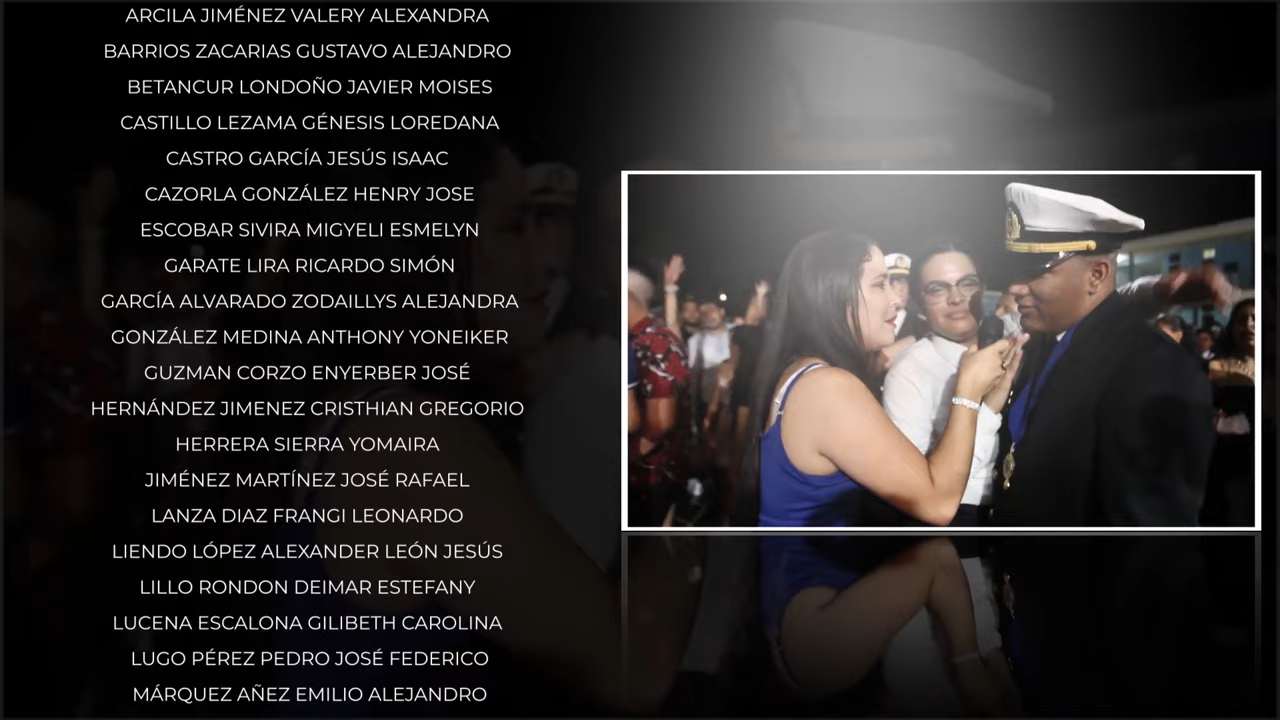 ARCILA JIMÉNEZ VALERY ALEXANDRA
BARRIOS ZACARIAS GUSTAVO ALEJANDRO
BETANCUR LONDOÑO JAVIER MOISES
CASTILLO LEZAMA GÉNESIS LOREDANA
CASTRO GARCÍA JESÚS ISAAC
CAZORLA GONZÁLEZ HENRY JOSE
ESCOBAR SIVIRA MIGYELI ESMELYN
GARATE LIRA RICARDO SIMÓN
GARCÍA ALVARADO ZODAILLYS ALEJANDRA
GONZÁLEZ MEDINA ANTHONY YONEIKER
GUZMAN CORZO ENYERBER JOSÉ
HERNÁNDEZ JIMENEZ CRISTHIAN GREGORIO
HERRERA SIERRA YOMAIRA
JIMÉNEZ MARTÍNEZ JOSÉ RAFAEL
LANZA DIAZ FRANGI LEONARDO
LIENDO LÓPEZ ALEXANDER LEÓN JESÚS
LILLO RONDON DEIMAR ESTEFANY
LUCENA ESCALONA GILIBETH CAROLINA
LUGO PÉREZ PEDRO JOSÉ FEDERICO
MÁRQUEZ AÑEZ EMILIO ALEJANDRO